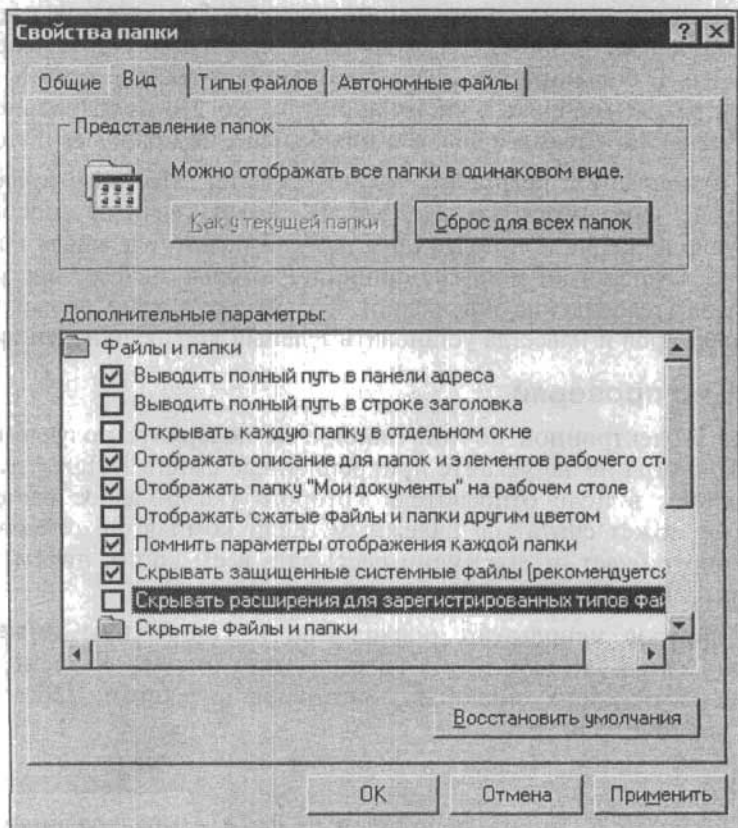 Свойства папки
Общие Вид Типы файлов Автономные файлы
Представление папок
Можно отображать все папки в одинаковом виде.
Как у текущей папки Сброс для всех папок
Дополнительные параметры:
Файлы и папки
Выводить полный путь в панели адреса
Выводить полный путь в строке заголовка
Открывать каждую папку в отдельном окне
Отображать описание для папок и элементов рабочего сто
Отображать папку "Мои документы" на рабочем столе
Отображать сжатые файлы и папки другим цветом
Помнить параметры отображения каждой папки
Скрывать защищенные системные файлы (рекомендуется
Скрывать расширения для зарегистрированных типов фай
Скрытые файлы и папки
Восстановить умолчания
ОК Отмена Применить